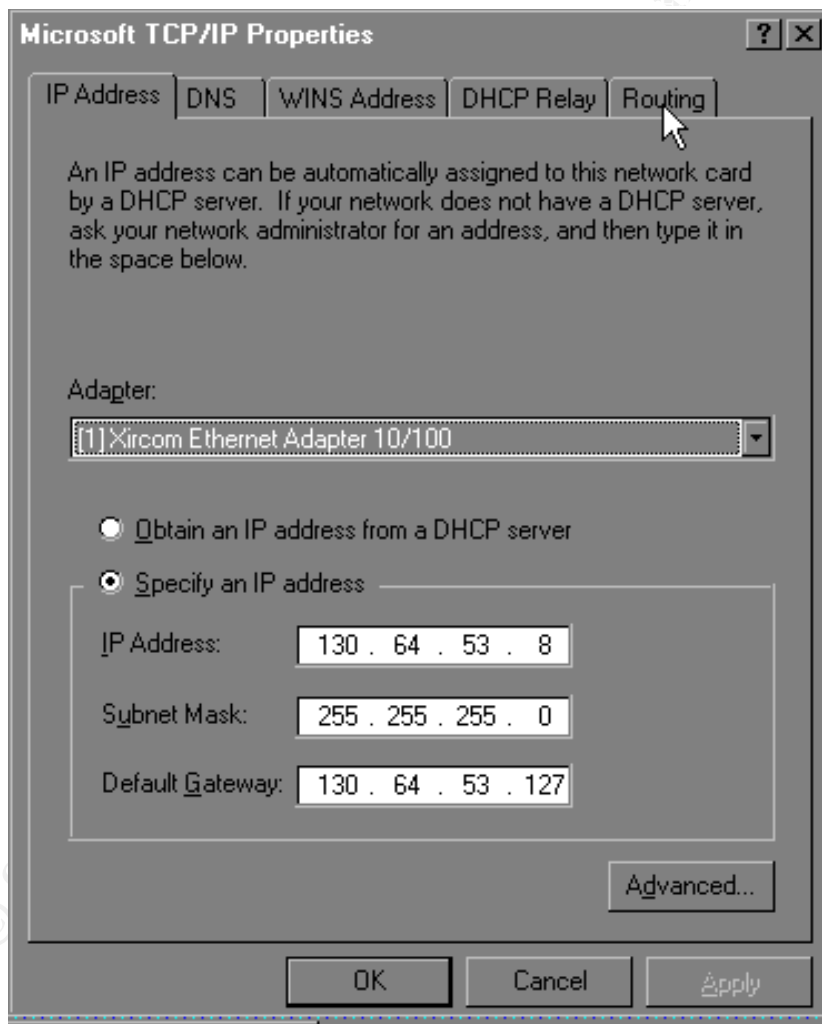 Microsoft TCP/IP Properties
IP Address DNS WINS Address DHCP Relay Routing
An IP address can be automatically assigned to this network card
by a DHCP server. If your network does not have a DHCP server,
ask your network administrator for an address, and then type it in
the space below.
Adapter:
[1] Xircom Ethernet Adapter 10/100
Obtain an IP address from a DHCP server
Specify an IP address
IP Address: 130 . 64 . 53 . 8
Subnet Mask: 255 . 255 . 255 . 0
Default Gateway: 130 . 64 . 53 . 127
Advanced...
OK Cancel Apply